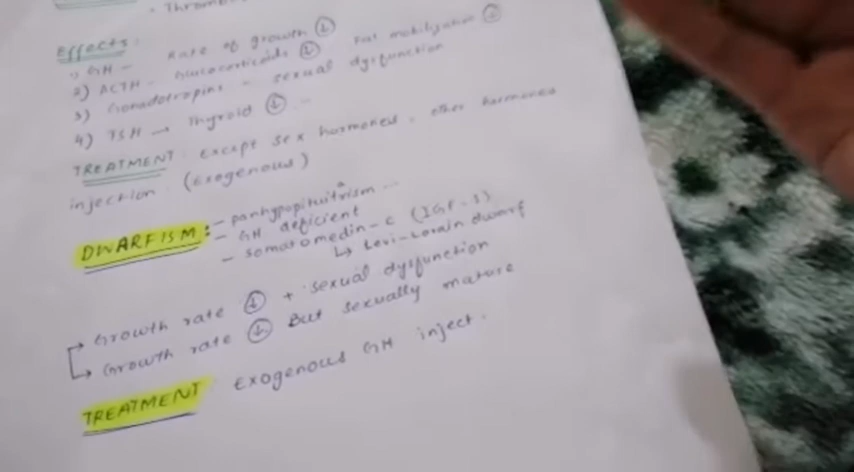 Thromb
Effects:
1) GH - Rate of growth ↓
2) ACTH - Glucocorticoids ↓ Fat mobilization ↓
3) Gonadotropins - sexual dysfunction
4) TSH → Thyroid ↓ -
TREATMENT - Except sex hormones, other hormones
injection (Exogenous)
DWARFISM: - panhypopituitrism --
- GH deficient
- somatomedin-c (IGF-1)
↳ Levi-Lorain dwarf
→ Growth rate ↓ + sexual dysfunction
→ Growth rate ↓ But sexually mature
TREATMENT Exogenous GH inject.